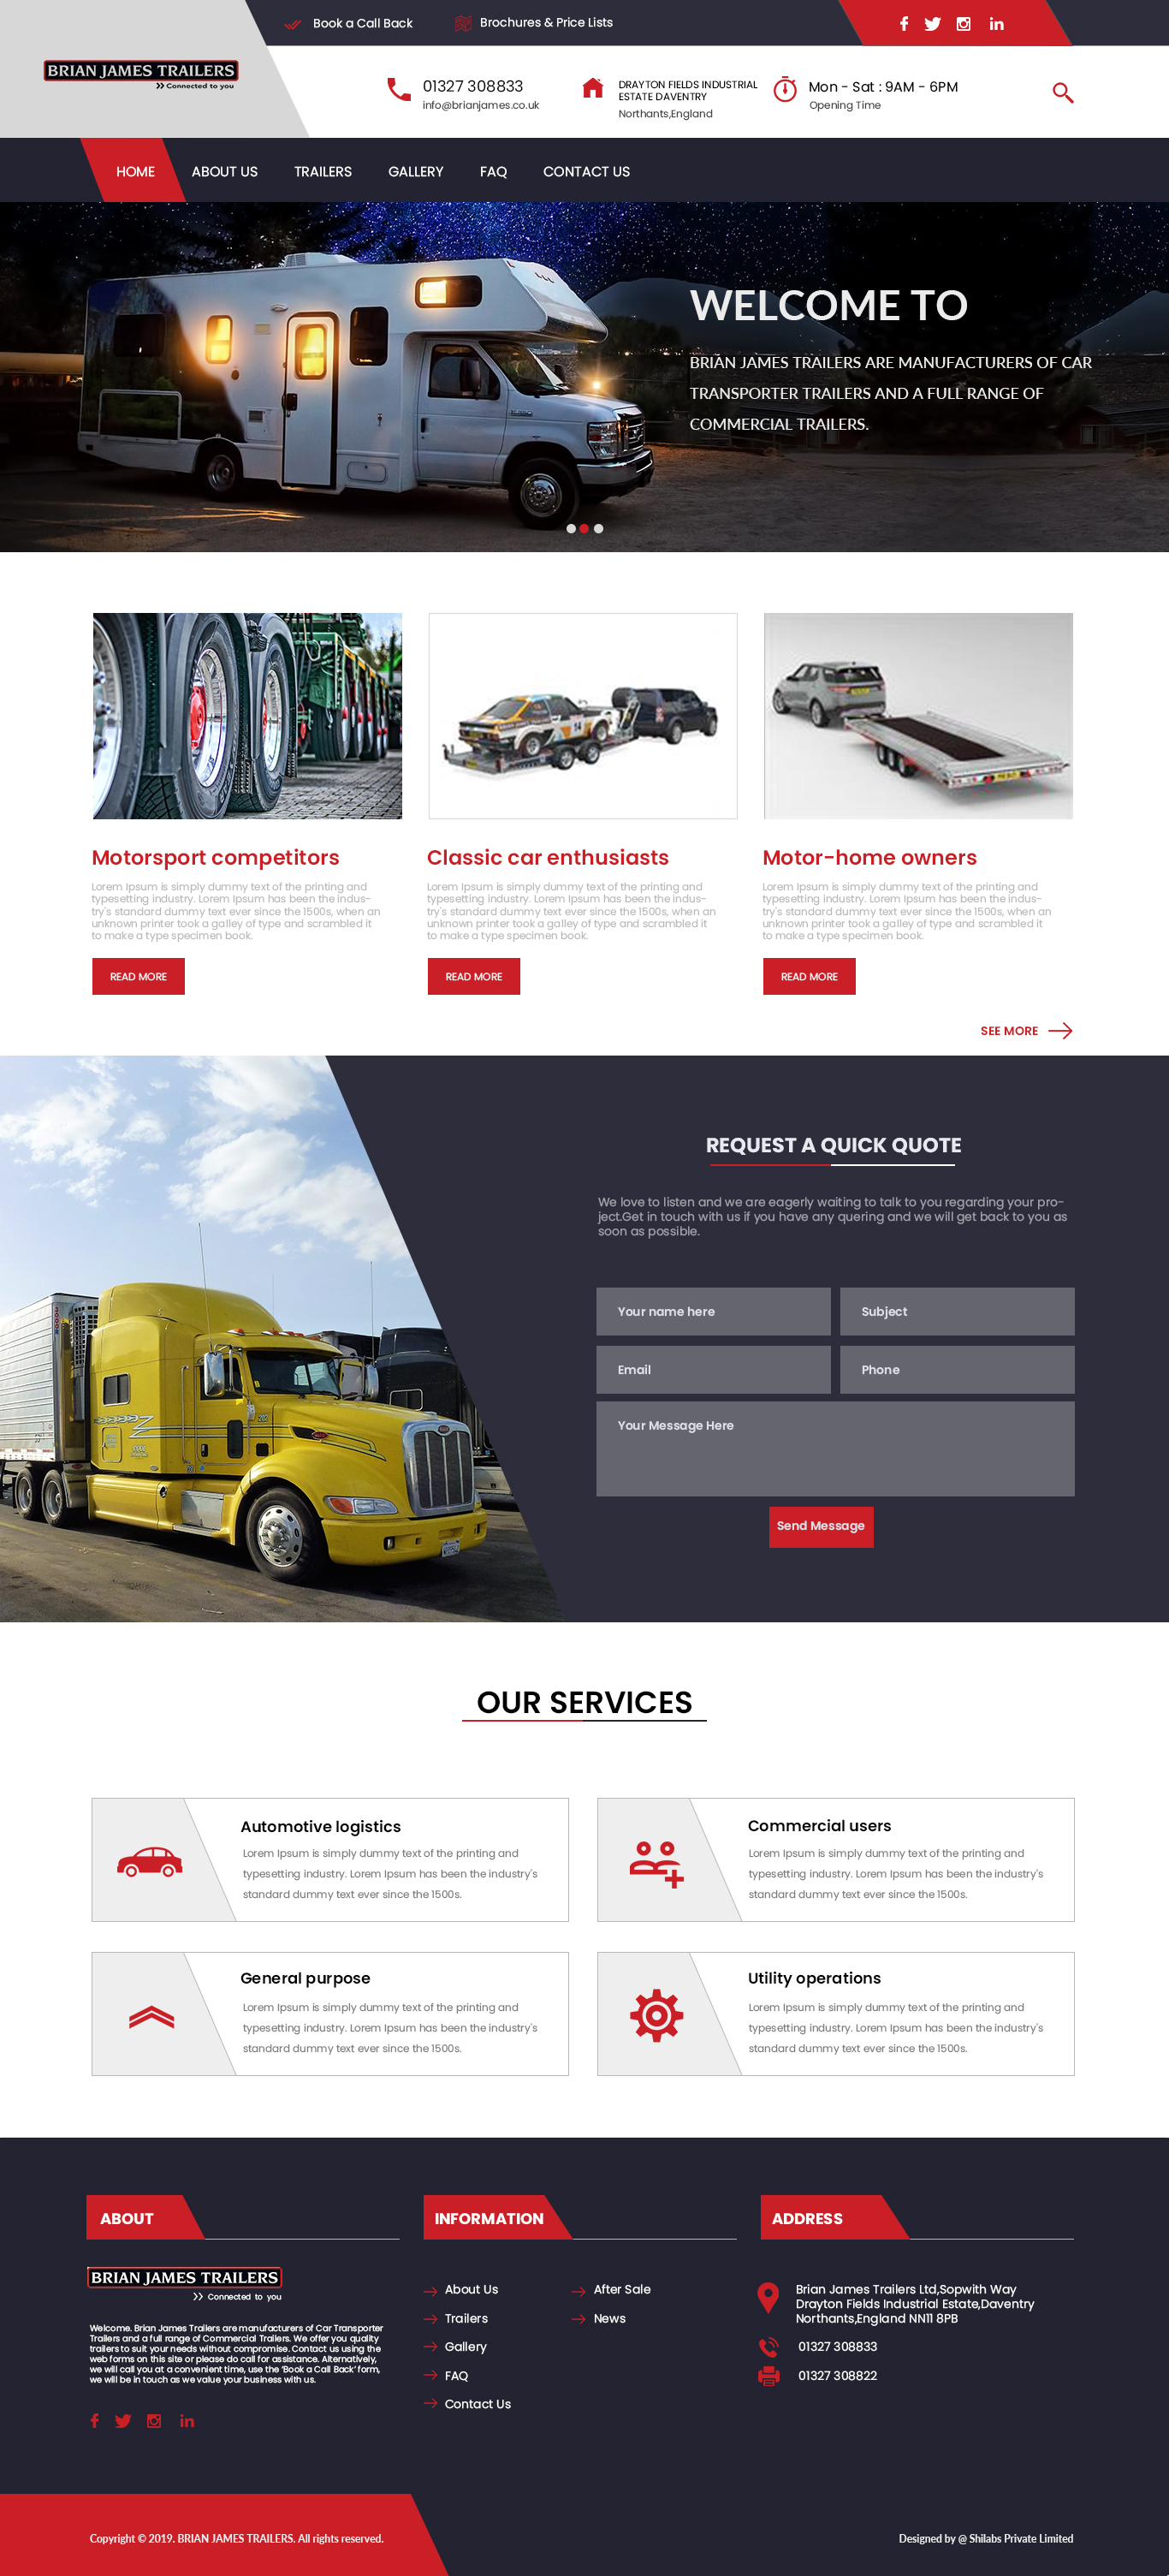 Book a Call Back
Brochures & Price Lists
BRIAN JAMES TRAILERS
Connected to you
01327 308833
info@brianjames.co.uk
DRAYTON FIELDS INDUSTRIAL
ESTATE DAVENTRY
Northants,England
Mon - Sat : 9AM - 6PM
Opening Time
HOME
ABOUT US
TRAILERS
GALLERY
FAQ
CONTACT US
WELCOME TO
BRIAN JAMES TRAILERS ARE MANUFACTURERS OF CAR
TRANSPORTER TRAILERS AND A FULL RANGE OF
COMMERCIAL TRAILERS.
Motorsport competitors
Lorem Ipsum is simply dummy text of the printing and
typesetting industry. Lorem Ipsum has been the indus-
try's standard dummy text ever since the 1500s, when an
unknown printer took a galley of type and scrambled it
to make a type specimen book.
READ MORE
Classic car enthusiasts
Lorem Ipsum is simply dummy text of the printing and
typesetting industry. Lorem Ipsum has been the indus-
try's standard dummy text ever since the 1500s, when an
unknown printer took a galley of type and scrambled it
to make a type specimen book.
READ MORE
Motor-home owners
Lorem Ipsum is simply dummy text of the printing and
typesetting industry. Lorem Ipsum has been the indus-
try's standard dummy text ever since the 1500s, when an
unknown printer took a galley of type and scrambled it
to make a type specimen book.
READ MORE
SEE MORE
REQUEST A QUICK QUOTE
We love to listen and we are eagerly waiting to talk to you regarding your pro-
ject.Get in touch with us if you have any quering and we will get back to you as
soon as possible.
Your name here
Subject
Email
Phone
Your Message Here
Send Message
OUR SERVICES
Automotive logistics
Lorem Ipsum is simply dummy text of the printing and
typesetting industry. Lorem Ipsum has been the industry's
standard dummy text ever since the 1500s.
Commercial users
Lorem Ipsum is simply dummy text of the printing and
typesetting industry. Lorem Ipsum has been the industry's
standard dummy text ever since the 1500s.
General purpose
Lorem Ipsum is simply dummy text of the printing and
typesetting industry. Lorem Ipsum has been the industry's
standard dummy text ever since the 1500s.
Utility operations
Lorem Ipsum is simply dummy text of the printing and
typesetting industry. Lorem Ipsum has been the industry's
standard dummy text ever since the 1500s.
ABOUT
BRIAN JAMES TRAILERS
Connected to you
Welcome. Brian James Trailers are manufacturers of Car Transporter
Trailers and a full range of Commercial Trailers. We offer you quality
trailers to suit your needs without compromise. Contact us using the
web forms on this site or please do call for assistance. Alternatively,
we will call you at a convenient time, use the 'Book a Call Back' form,
we will be in touch as we value your business with us.
INFORMATION
About Us
Trailers
Gallery
FAQ
Contact Us
After Sale
News
ADDRESS
Brian James Trailers Ltd,Sopwith Way
Drayton Fields Industrial Estate,Daventry
Northants,England NN11 8PB
01327 308833
01327 308822
Copyright © 2019. BRIAN JAMES TRAILERS. All rights reserved.
Designed by @ Shilabs Private Limited